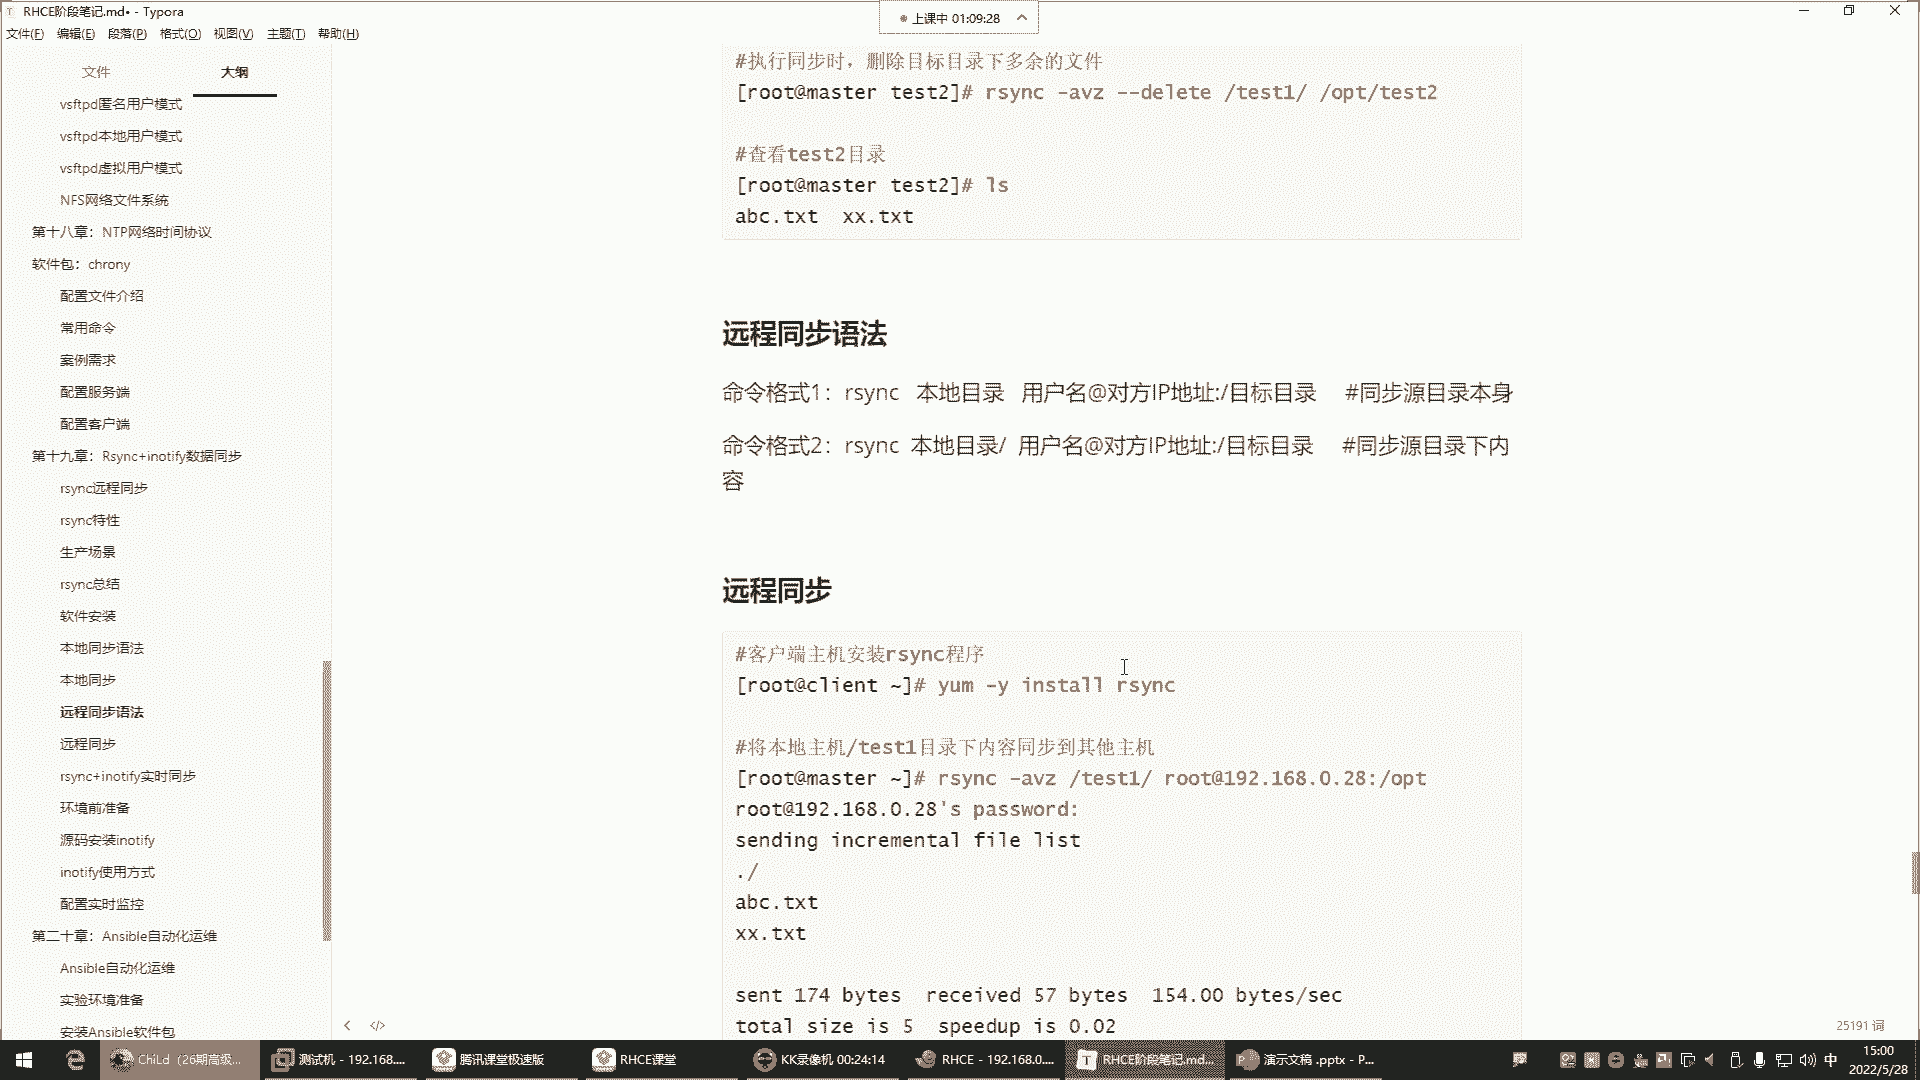 RHCE阶段笔记.md• - Typora
上课中 01:09:28
文件(F) 编辑(E) 段落(P) 格式(O) 视图(V) 主题(T) 帮助(H)
文件 大纲
vsftpd匿名用户模式
vsftpd本地用户模式
vsftpd虚拟用户模式
NFS网络文件系统
第十八章：NTP网络时间协议
软件包：chrony
配置文件介绍
常用命令
案例需求
配置服务端
配置客户端
第十九章：Rsync+inotify数据同步
rsync远程同步
rsync特性
生产场景
rsync总结
软件安装
本地同步语法
本地同步
远程同步语法
远程同步
rsync+inotify实时同步
环境前准备
源码安装inotify
inotify使用方式
配置实时监控
第二十章：Ansible自动化运维
Ansible自动化运维
实验环境准备
安装Ansible软件包
#执行同步时，删除目标目录下多余的文件
[root@master test2]# rsync -avz --delete /test1/ /opt/test2
#查看test2目录
[root@master test2]# ls
abc.txt  xx.txt
远程同步语法
命令格式1：rsync 本地目录 用户名@对方IP地址:/目标目录 #同步源目录本身
命令格式2：rsync 本地目录/ 用户名@对方IP地址:/目标目录 #同步源目录下内
容
远程同步
#客户端主机安装rsync程序
[root@client ~]# yum -y install rsync
#将本地主机/test1目录下内容同步到其他主机
[root@master ~]# rsync -avz /test1/ root@192.168.0.28:/opt
root@192.168.0.28's password:
sending incremental file list
./
abc.txt
xx.txt
sent 174 bytes  received 57 bytes  154.00 bytes/sec
total size is 5  speedup is 0.02
25191 词
ChiLd（26期高级... 测试机 - 192.168.... 腾讯课堂极速版 RHCE课堂 KK录像机 00:24:14 RHCE - 192.168.0.... RHCE阶段笔记.md... 演示文稿 .pptx - P... 中 15:00
2022/5/28